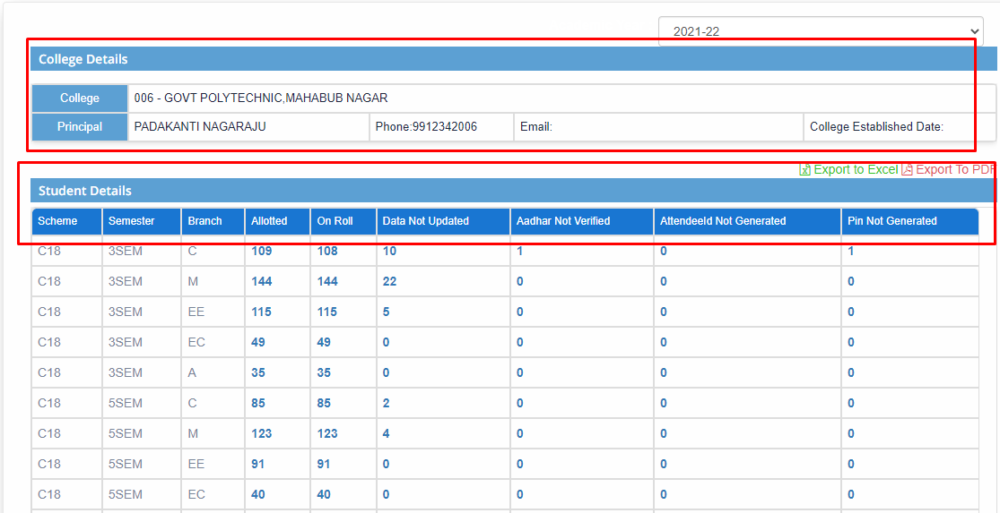 2021-22
College Details
College 006 - GOVT POLYTECHNIC,MAHABUB NAGAR
Principal PADAKANTI NAGARAJU Phone:9912342006 Email: College Established Date:
Export to Excel Export To PDF
Student Details
Scheme Semester Branch Allotted On Roll Data Not Updated Aadhar Not Verified AttendeeId Not Generated Pin Not Generated
C18 3SEM C 109 108 10 1 0 1
C18 3SEM M 144 144 22 0 0 0
C18 3SEM EE 115 115 5 0 0 0
C18 3SEM EC 49 49 0 0 0 0
C18 3SEM A 35 35 0 0 0 0
C18 5SEM C 85 85 2 0 0 0
C18 5SEM M 123 123 4 0 0 0
C18 5SEM EE 91 91 0 0 0 0
C18 5SEM EC 40 40 0 0 0 0